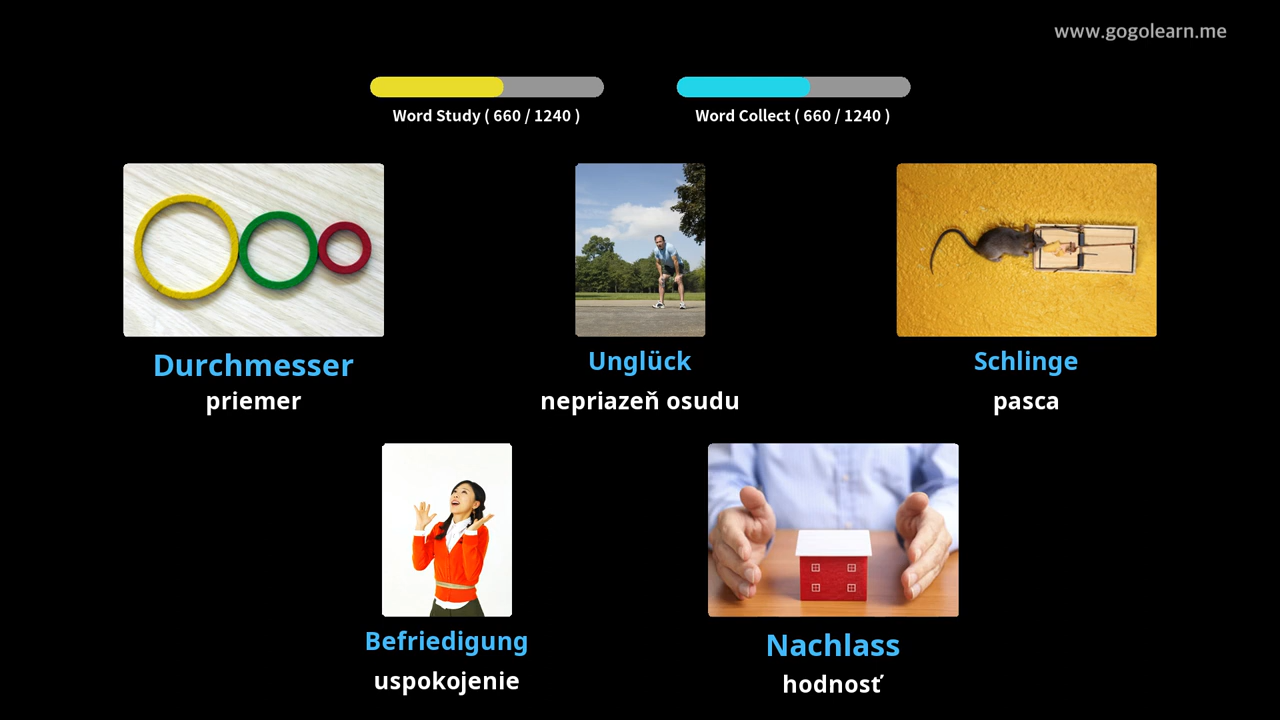 www.gogolearn.me
Word Study ( 660 / 1240 )
Word Collect ( 660 / 1240 )
Durchmesser
priemer
Unglück
nepriazeň osudu
Schlinge
pasca
Befriedigung
uspokojenie
Nachlass
hodnosť